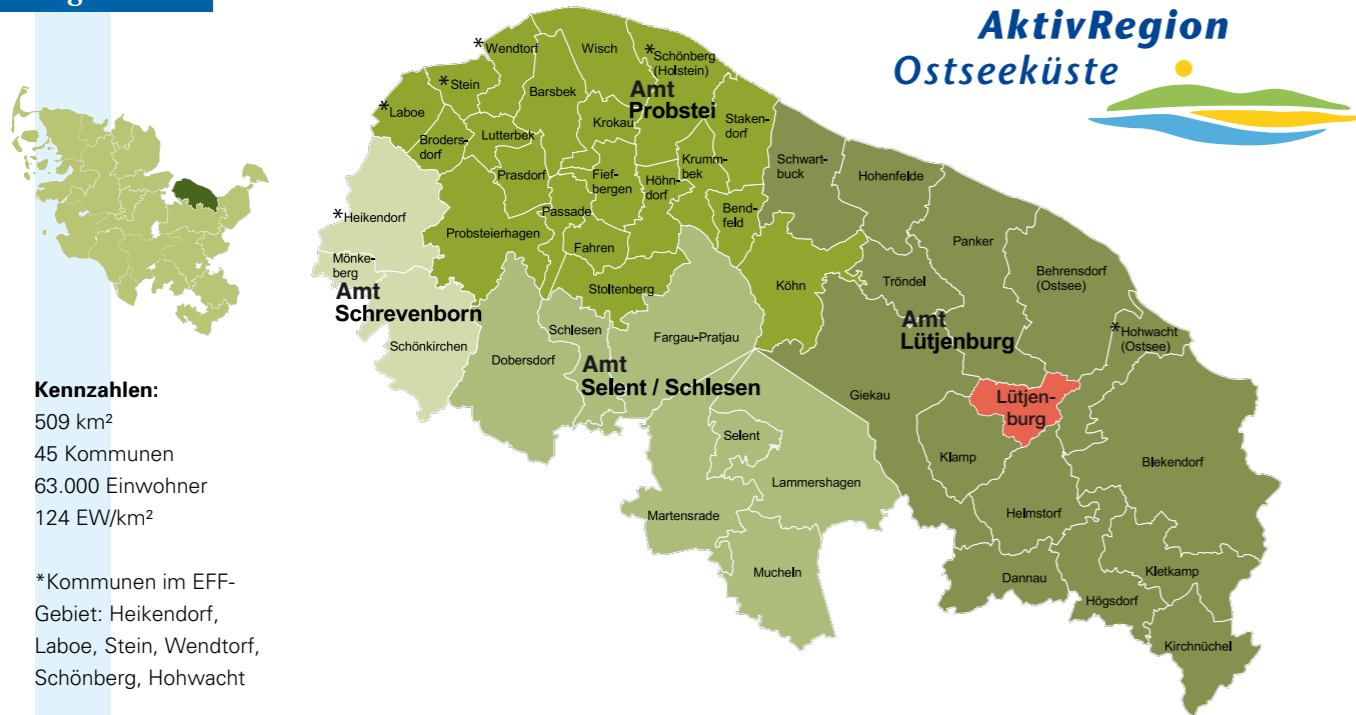 AktivRegion
Ostseeküste
*Wendtorf
Wisch
*Schönberg
(Holstein)
*Stein
Barsbek
Amt
Probstei
*Laboe
Krokau
Staken-
dorf
Broders-
dorf
Lutterbek
Krumm-
bek
Schwart-
buck
Hohenfelde
Prasdorf
Fief-
bergen
Höhn-
dorf
*Heikendorf
Passade
Bend-
feld
Probsteierhagen
Fahren
Panker
Mönke-
berg
Behrensdorf
(Ostsee)
Amt
Schrevenborn
Stoltenberg
Köhn
Tröndel
Schlesen
Fargau-Pratjau
Amt
Lütjenburg
*Hohwacht
(Ostsee)
Schönkirchen
Dobersdorf
Amt
Selent / Schlesen
Giekau
Lütjen-
burg
Selent
Klamp
Blekendorf
Lammershagen
Martensrade
Helmstorf
Mucheln
Dannau
Kletkamp
Högsdorf
Kirchnüchel
Kennzahlen:
509 km²
45 Kommunen
63.000 Einwohner
124 EW/km²
*Kommunen im EFF-
Gebiet: Heikendorf,
Laboe, Stein, Wendtorf,
Schönberg, Hohwacht